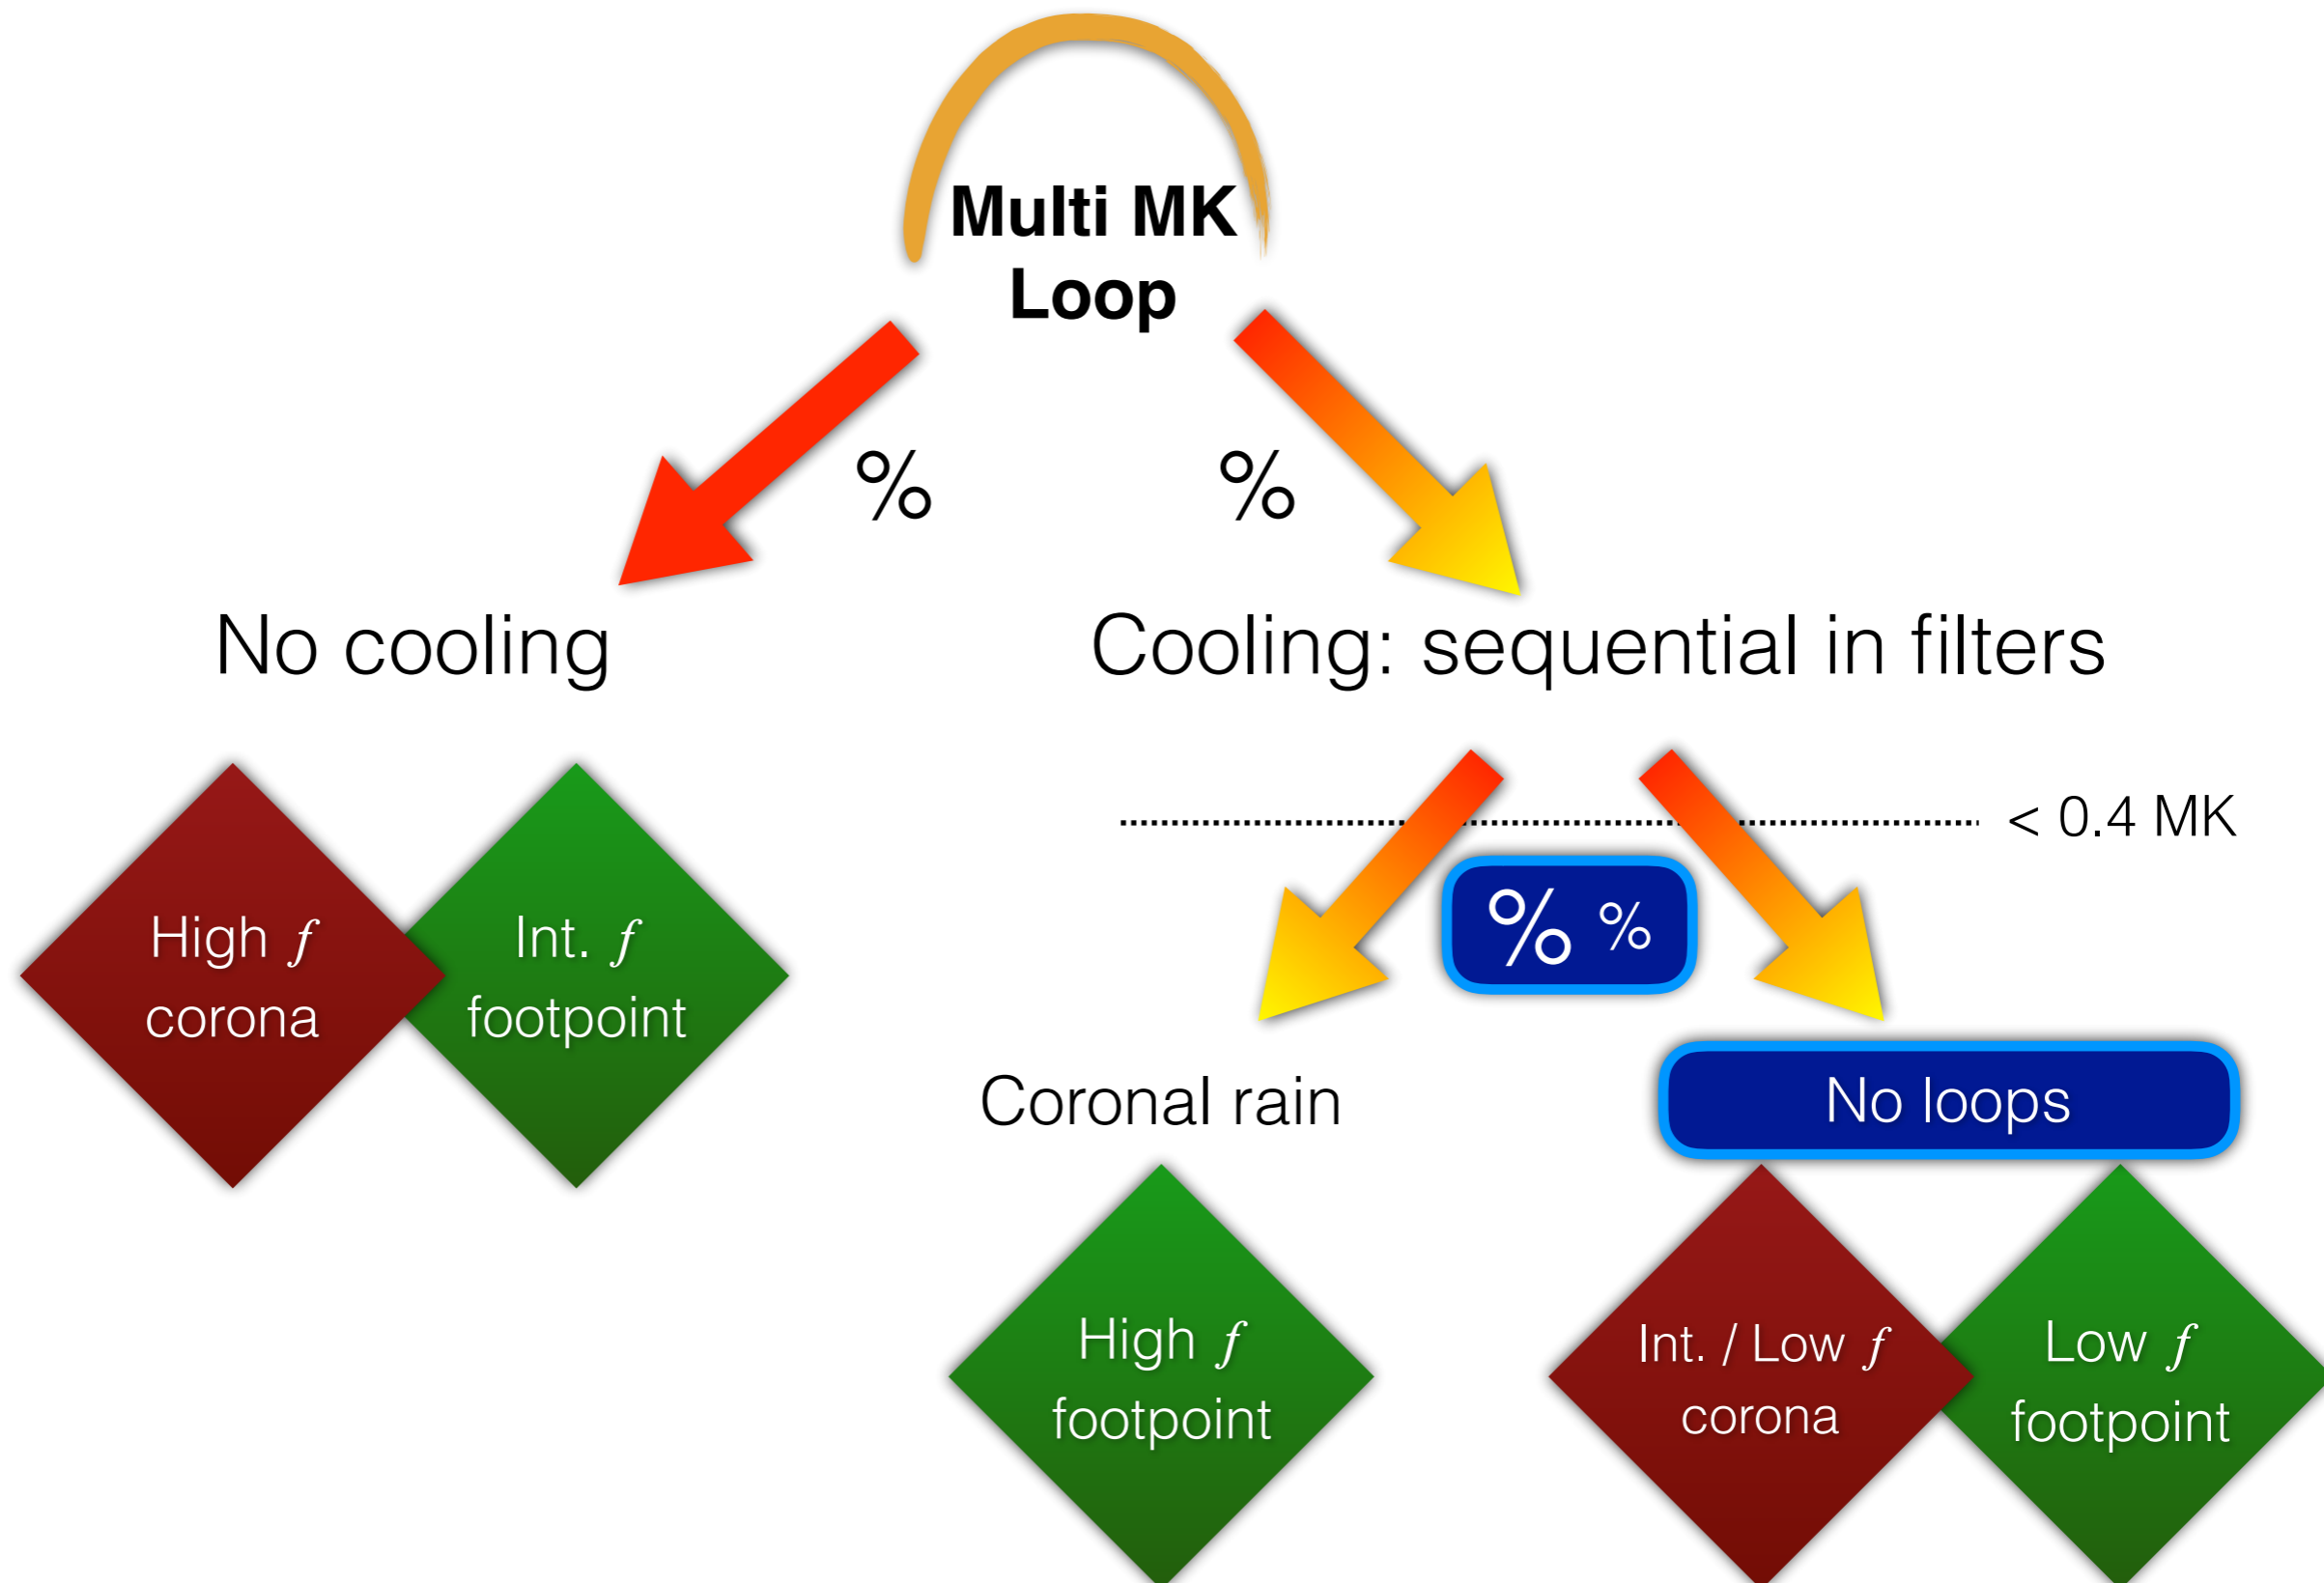 Multi MK
Loop
%
%
No cooling
Cooling: sequential in filters
< 0.4 MK
% %
High f
corona
Int. f
footpoint
Coronal rain
No loops
High f
footpoint
Int. / Low f
corona
Low f
footpoint